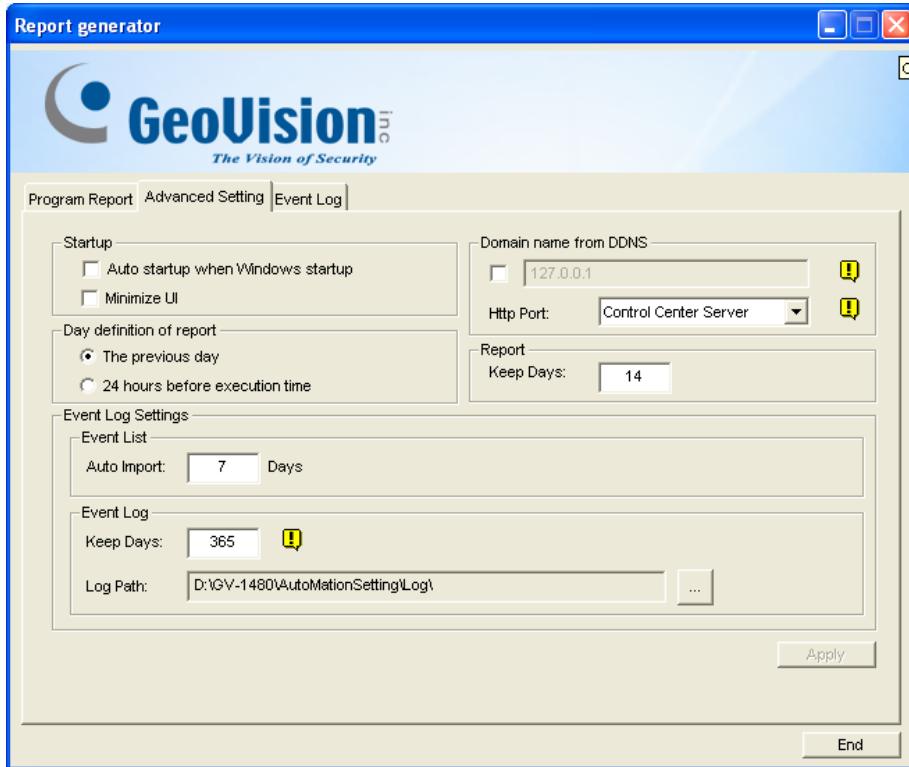 Report generator
GeoVision inc
The Vision of Security
Program Report Advanced Setting Event Log
Startup
Auto startup when Windows startup
Minimize UI
Domain name from DDNS
127.0.0.1
Http Port: Control Center Server
Day definition of report
The previous day
24 hours before execution time
Report
Keep Days: 14
Event Log Settings
Event List
Auto Import: 7 Days
Event Log
Keep Days: 365
Log Path: D:\GV-1480\AutoMationSetting\Log\ ...
Apply
End